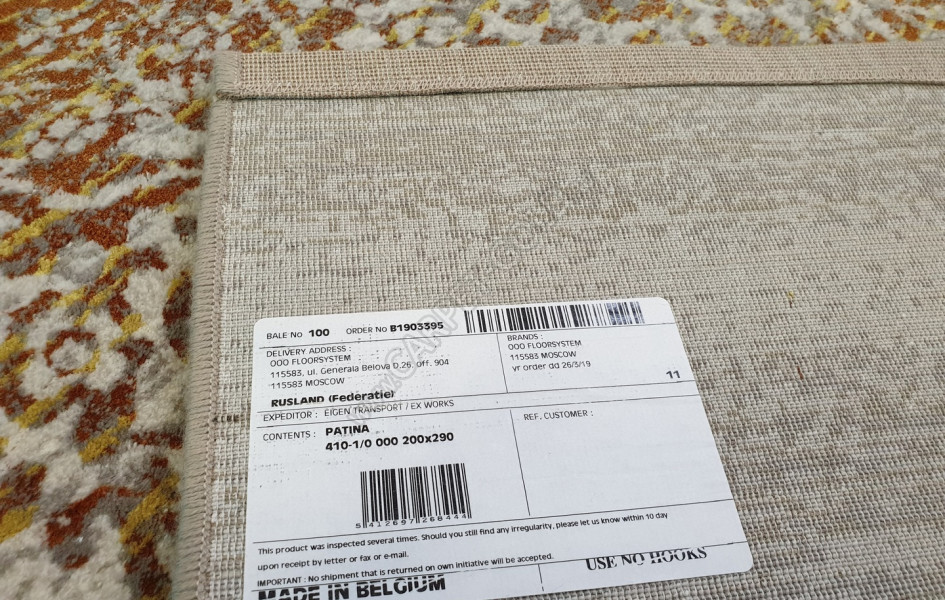 BALE No 100 ORDER No B1903395
DELIVERY ADDRESS :
OOO FLOORSYSTEM
115583, ul. Generala Belova D.26, off. 904
115583 MOSCOW
RUSLAND (Federatie)
BRANDS :
OOO FLOORSYSTEM
115583 MOSCOW
vr order dd 26/3/19
11
EXPEDITOR : EIGEN TRANSPORT / EX WORKS
CONTENTS : PATINA
410-1/0 000 200x290
REF. CUSTOMER :
5 412697 268444
This product was inspected several times. Should you still find any irregularity, please let us know within 10 day
upon receipt by letter or fax or e-mail.
IMPORTANT : No shipment that is returned on own initiative will be accepted.
MADE IN BELGIUM
USE NO HOOKS